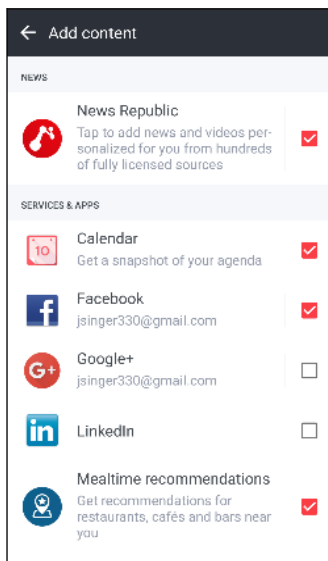 Add content
NEWS
News Republic
Tap to add news and videos per-
sonalized for you from hundreds
of fully licensed sources
SERVICES & APPS
10
Calendar
Get a snapshot of your agenda
f
Facebook
jsinger330@gmail.com
G+
Google+
jsinger330@gmail.com
in
LinkedIn
Mealtime recommendations
Get recommendations for
restaurants, cafés and bars near
you